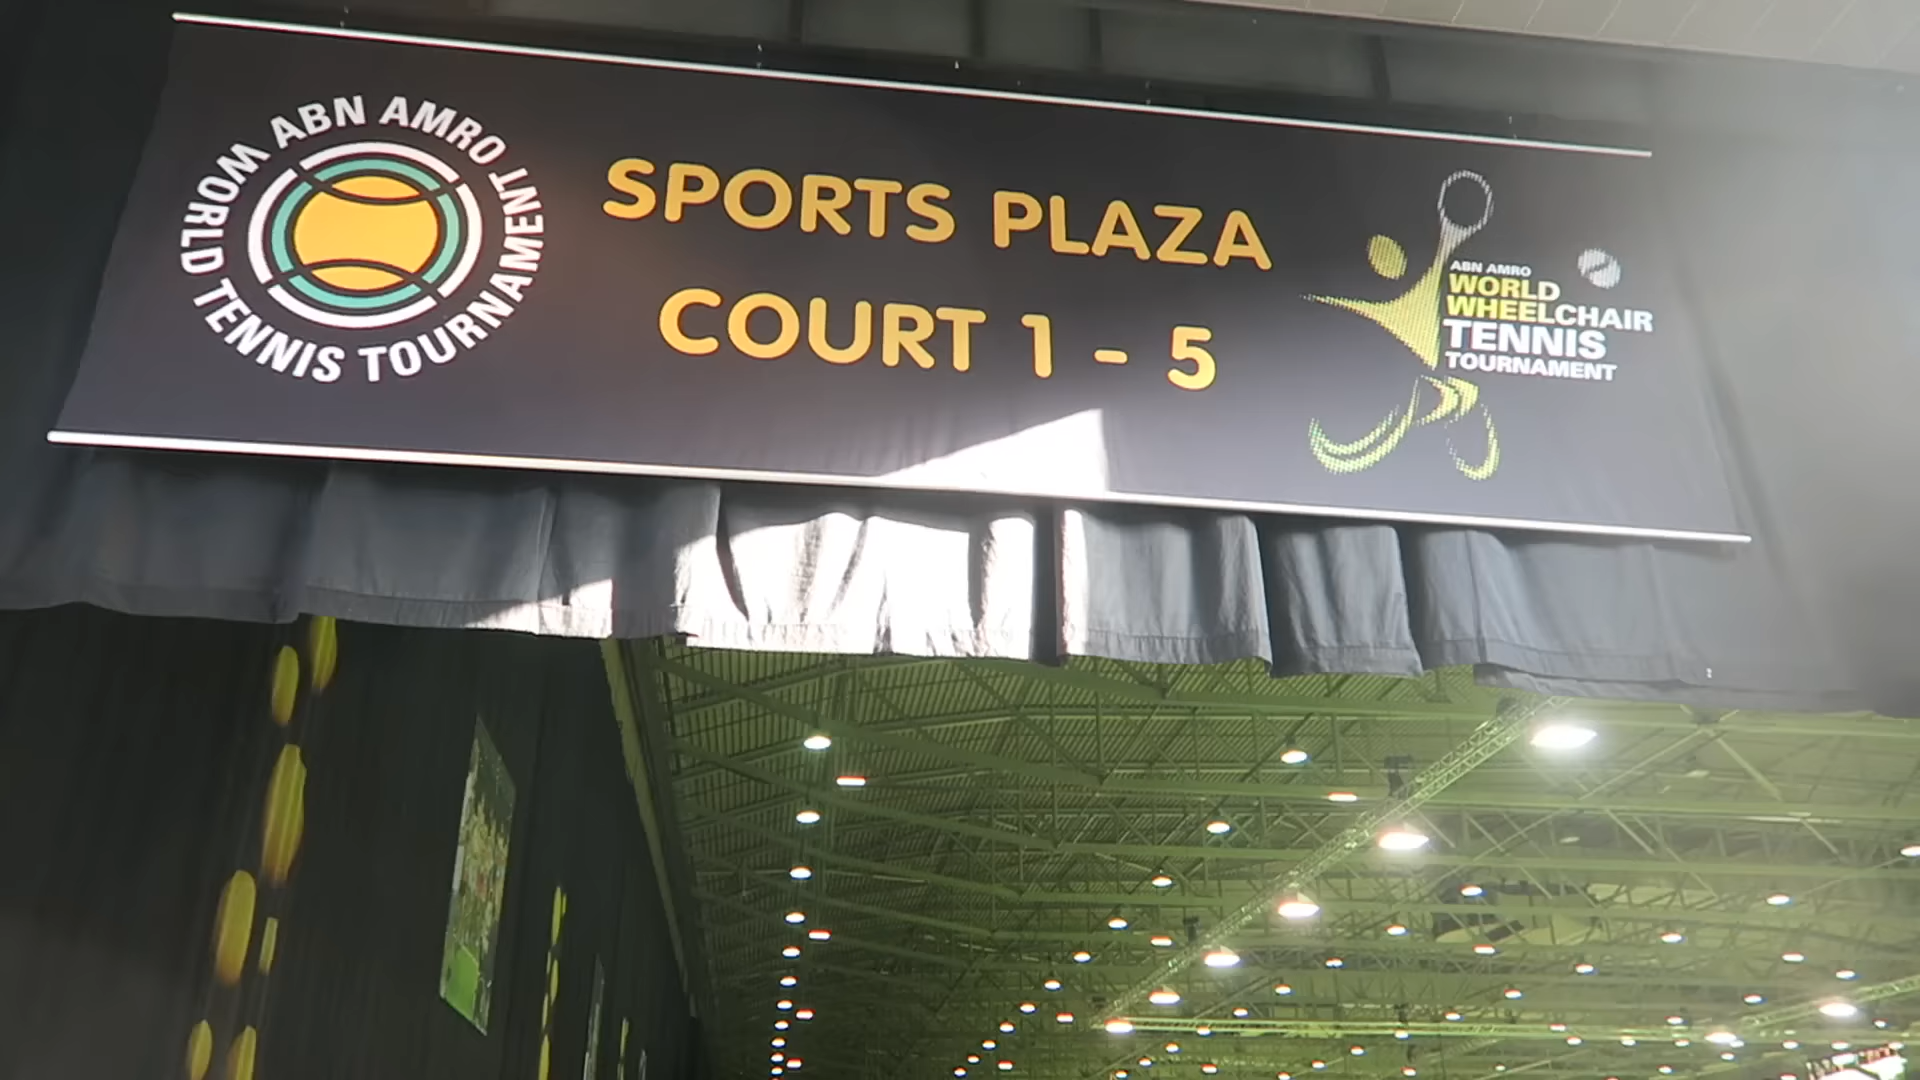 ABN AMRO WORLD TENNIS TOURNAMENT
SPORTS PLAZA
COURT 1 - 5
ABN AMRO
WORLD
WHEELCHAIR
TENNIS
TOURNAMENT